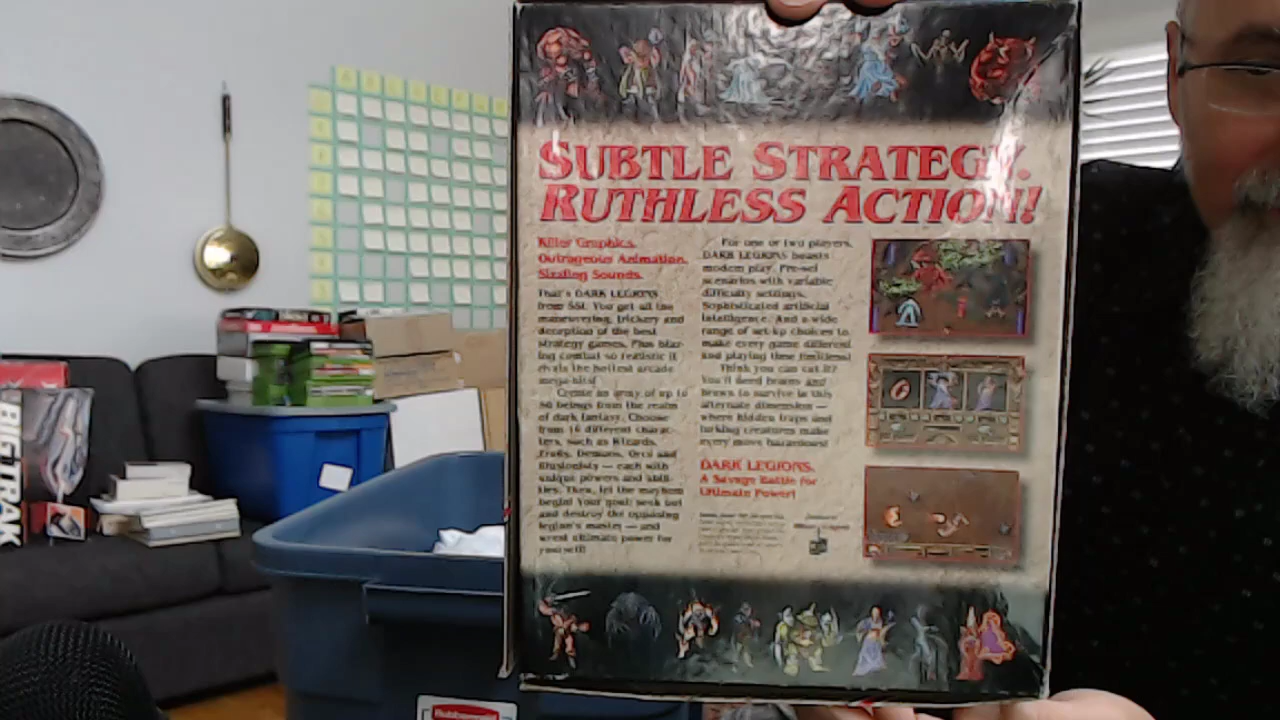 SUBTLE STRATEGY.
RUTHLESS ACTION!
Killer Graphics.
Outrageous Animation.
Sizzling Sounds.
That's DARK LEGIONS
from SSI. You get all the
maneuvering, trickery and
deception of the best
strategy games. Plus blaz-
ing combat so realistic it
rivals the hottest arcade
mega-hits!
Create an array of up to
of dark fantasy. Choose
from 16 different charac-
ters, such as Wizards,
Trolls, Demons, Orcs and
Illusionists — each with
unique powers and abili-
ties. Then, let the mayhem
begin! Your goal: seek out
and destroy the opposing
legion's master — and
wrest ultimate power for
yourself!
For one or two players,
DARK LEGIONS boasts
modem play. Pre-set
scenarios with variable
difficulty settings.
Sophisticated artificial
intelligence. And a wide
range of set-up choices to
make every game different
and playing time limitless!
Think you can cut it?
You'll need brains and
brawn to survive in this
alternate dimension —
where hidden traps and
lurking creatures make
every move hazardous!
DARK LEGIONS.
A Savage Battle for
Ultimate Power!
BIG TRAK
Rubbermaid